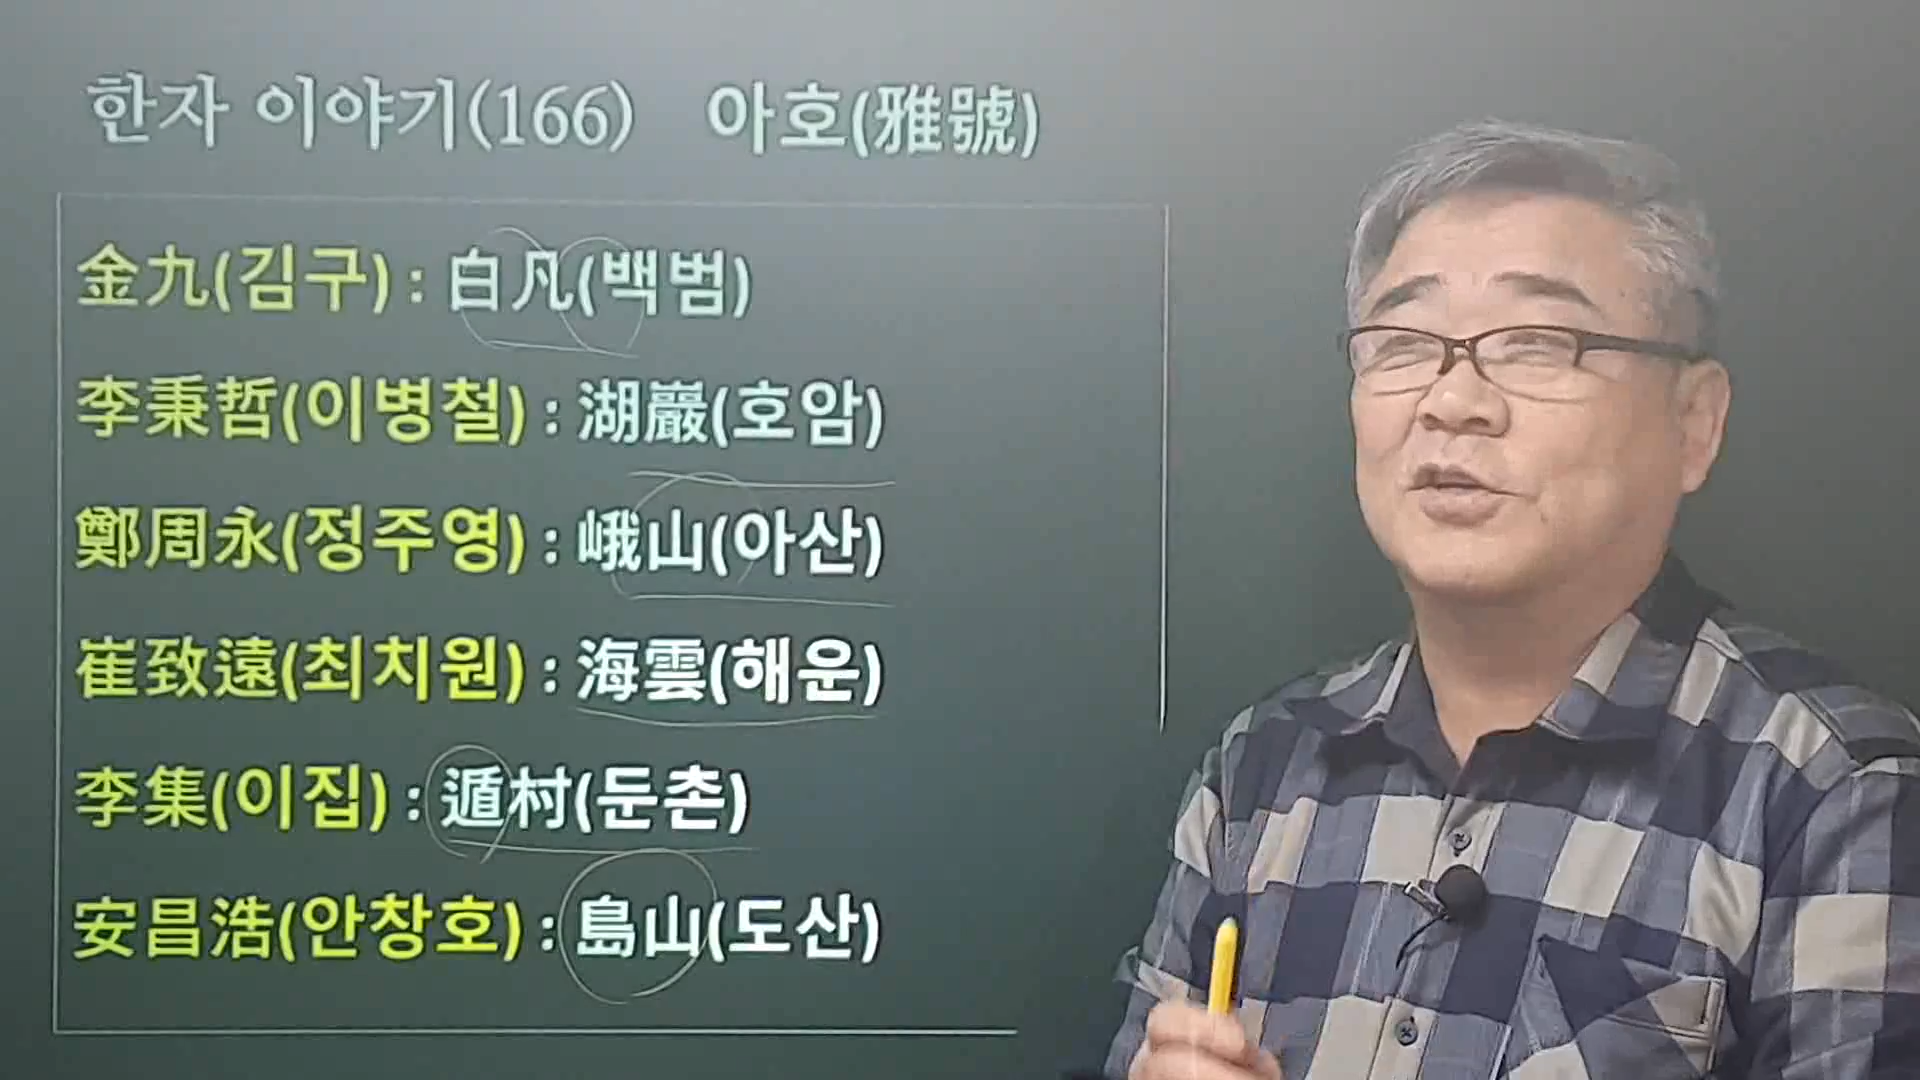 한자 이야기(166) 아호(雅號)
金九(김구) : 白凡(백범)
李秉哲(이병철) : 湖巖(호암)
鄭周永(정주영) : 峨山(아산)
崔致遠(최치원) : 海雲(해운)
李集(이집) : 遁村(둔촌)
安昌浩(안창호) : 島山(도산)